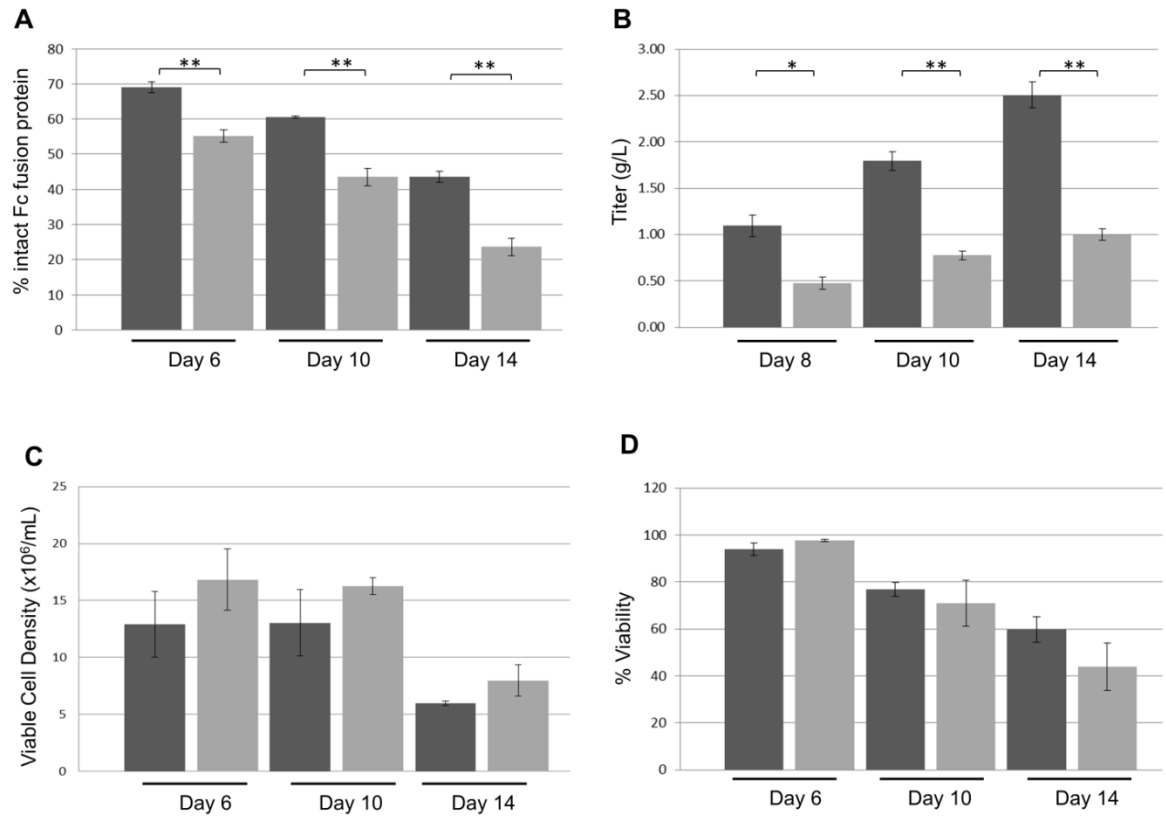 A
% intact Fc fusion protein
80
70
60
50
40
30
20
10
0
** ** **
Day 6 Day 10 Day 14
B
Titer (g/L)
3.00
2.50
2.00
1.50
1.00
0.50
0.00
* ** **
Day 8 Day 10 Day 14
C
Viable Cell Density (x10⁶/mL)
25
20
15
10
5
0
Day 6 Day 10 Day 14
D
% Viability
120
100
80
60
40
20
0
Day 6 Day 10 Day 14